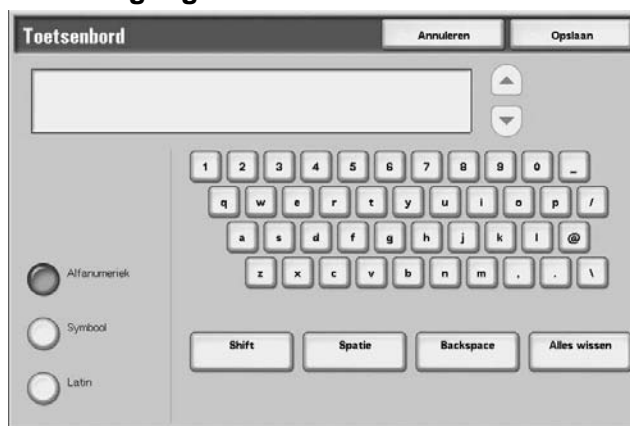 Toetsenbord Annuleren Opslaan
1 2 3 4 5 6 7 8 9 0 _
q w e r t y u i o p /
a s d f g h j k l @
z x c v b n m , . \
Alfanumeriek
Symbool
Latin
Shift Spatie Backspace Alles wissen